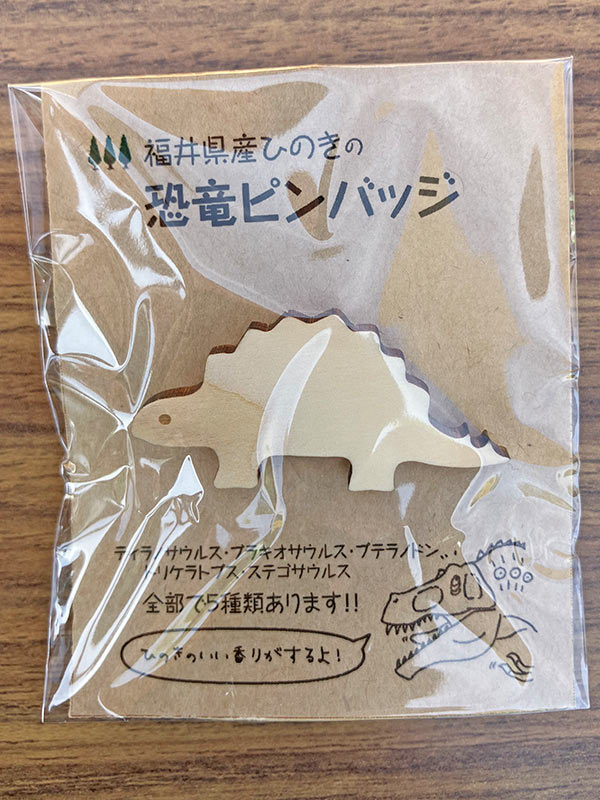 福井県産ひのきの
恐竜ピンバッジ
ティラノサウルス・ブラキオサウルス・プテラノドン
トリケラトプス・ステゴサウルス
全部で5種類あります!!
ひのきのいい香りがするよ!